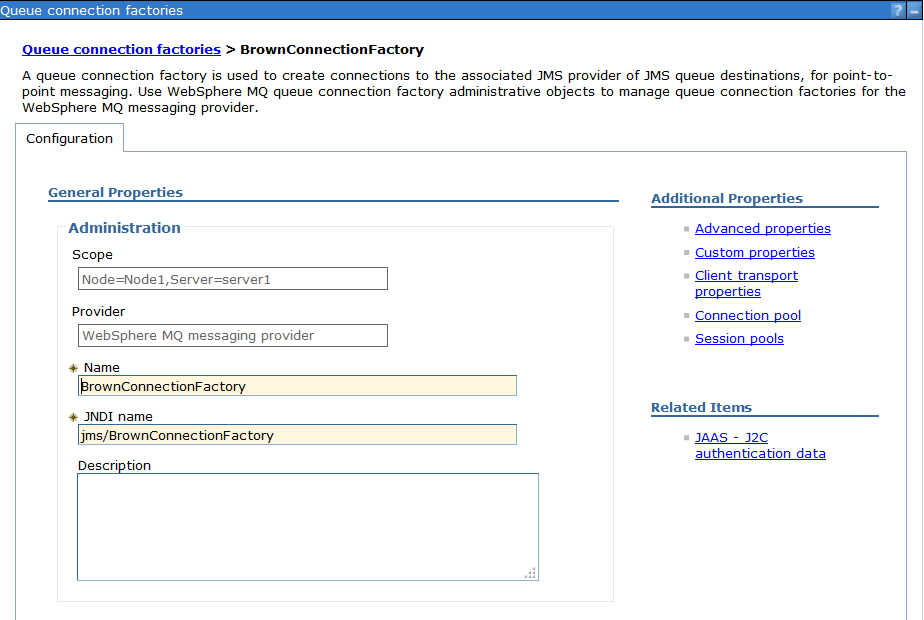 Queue connection factories
?
Queue connection factories > BrownConnectionFactory
A queue connection factory is used to create connections to the associated JMS provider of JMS queue destinations, for point-to-
point messaging. Use WebSphere MQ queue connection factory administrative objects to manage queue connection factories for the
WebSphere MQ messaging provider.
Configuration
General Properties
Administration
Scope
Node=Node1,Server=server1
Provider
WebSphere MQ messaging provider
Name
BrownConnectionFactory
JNDI name
jms/BrownConnectionFactory
Description
Additional Properties
Advanced properties
Custom properties
Client transport
properties
Connection pool
Session pools
Related Items
JAAS - J2C
authentication data